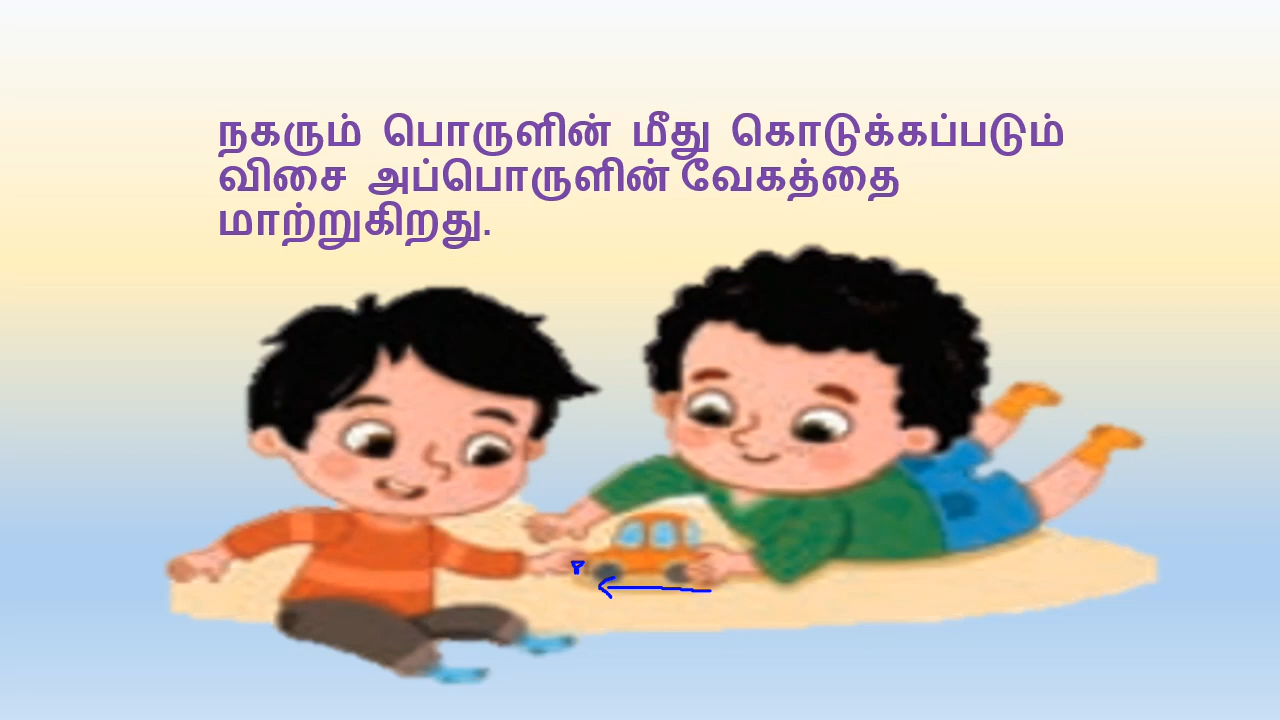 நகரும் பொருளின் மீது கொடுக்கப்படும்
விசை அப்பொருளின் வேகத்தை
மாற்றுகிறது.